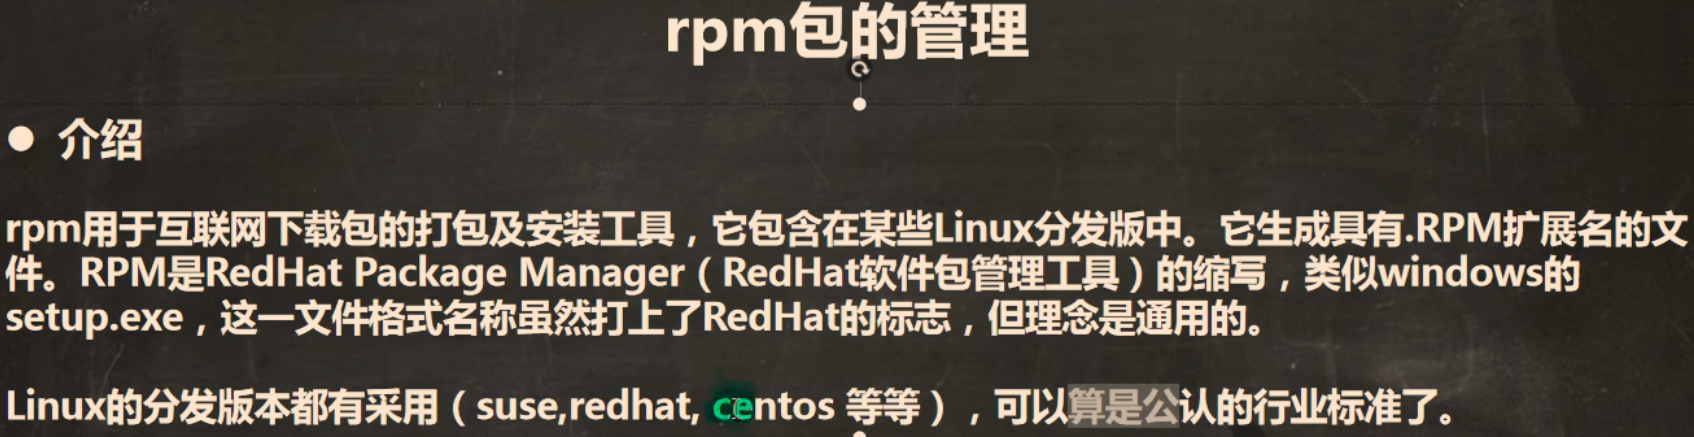 rpm包的管理
介绍
rpm用于互联网下载包的打包及安装工具，它包含在某些Linux分发版中。它生成具有.RPM扩展名的文
件。RPM是RedHat Package Manager（RedHat软件包管理工具）的缩写，类似windows的
setup.exe，这一文件格式名称虽然打上了RedHat的标志，但理念是通用的。
Linux的分发版本都有采用（suse,redhat, centos 等等），可以算是公认的行业标准了。